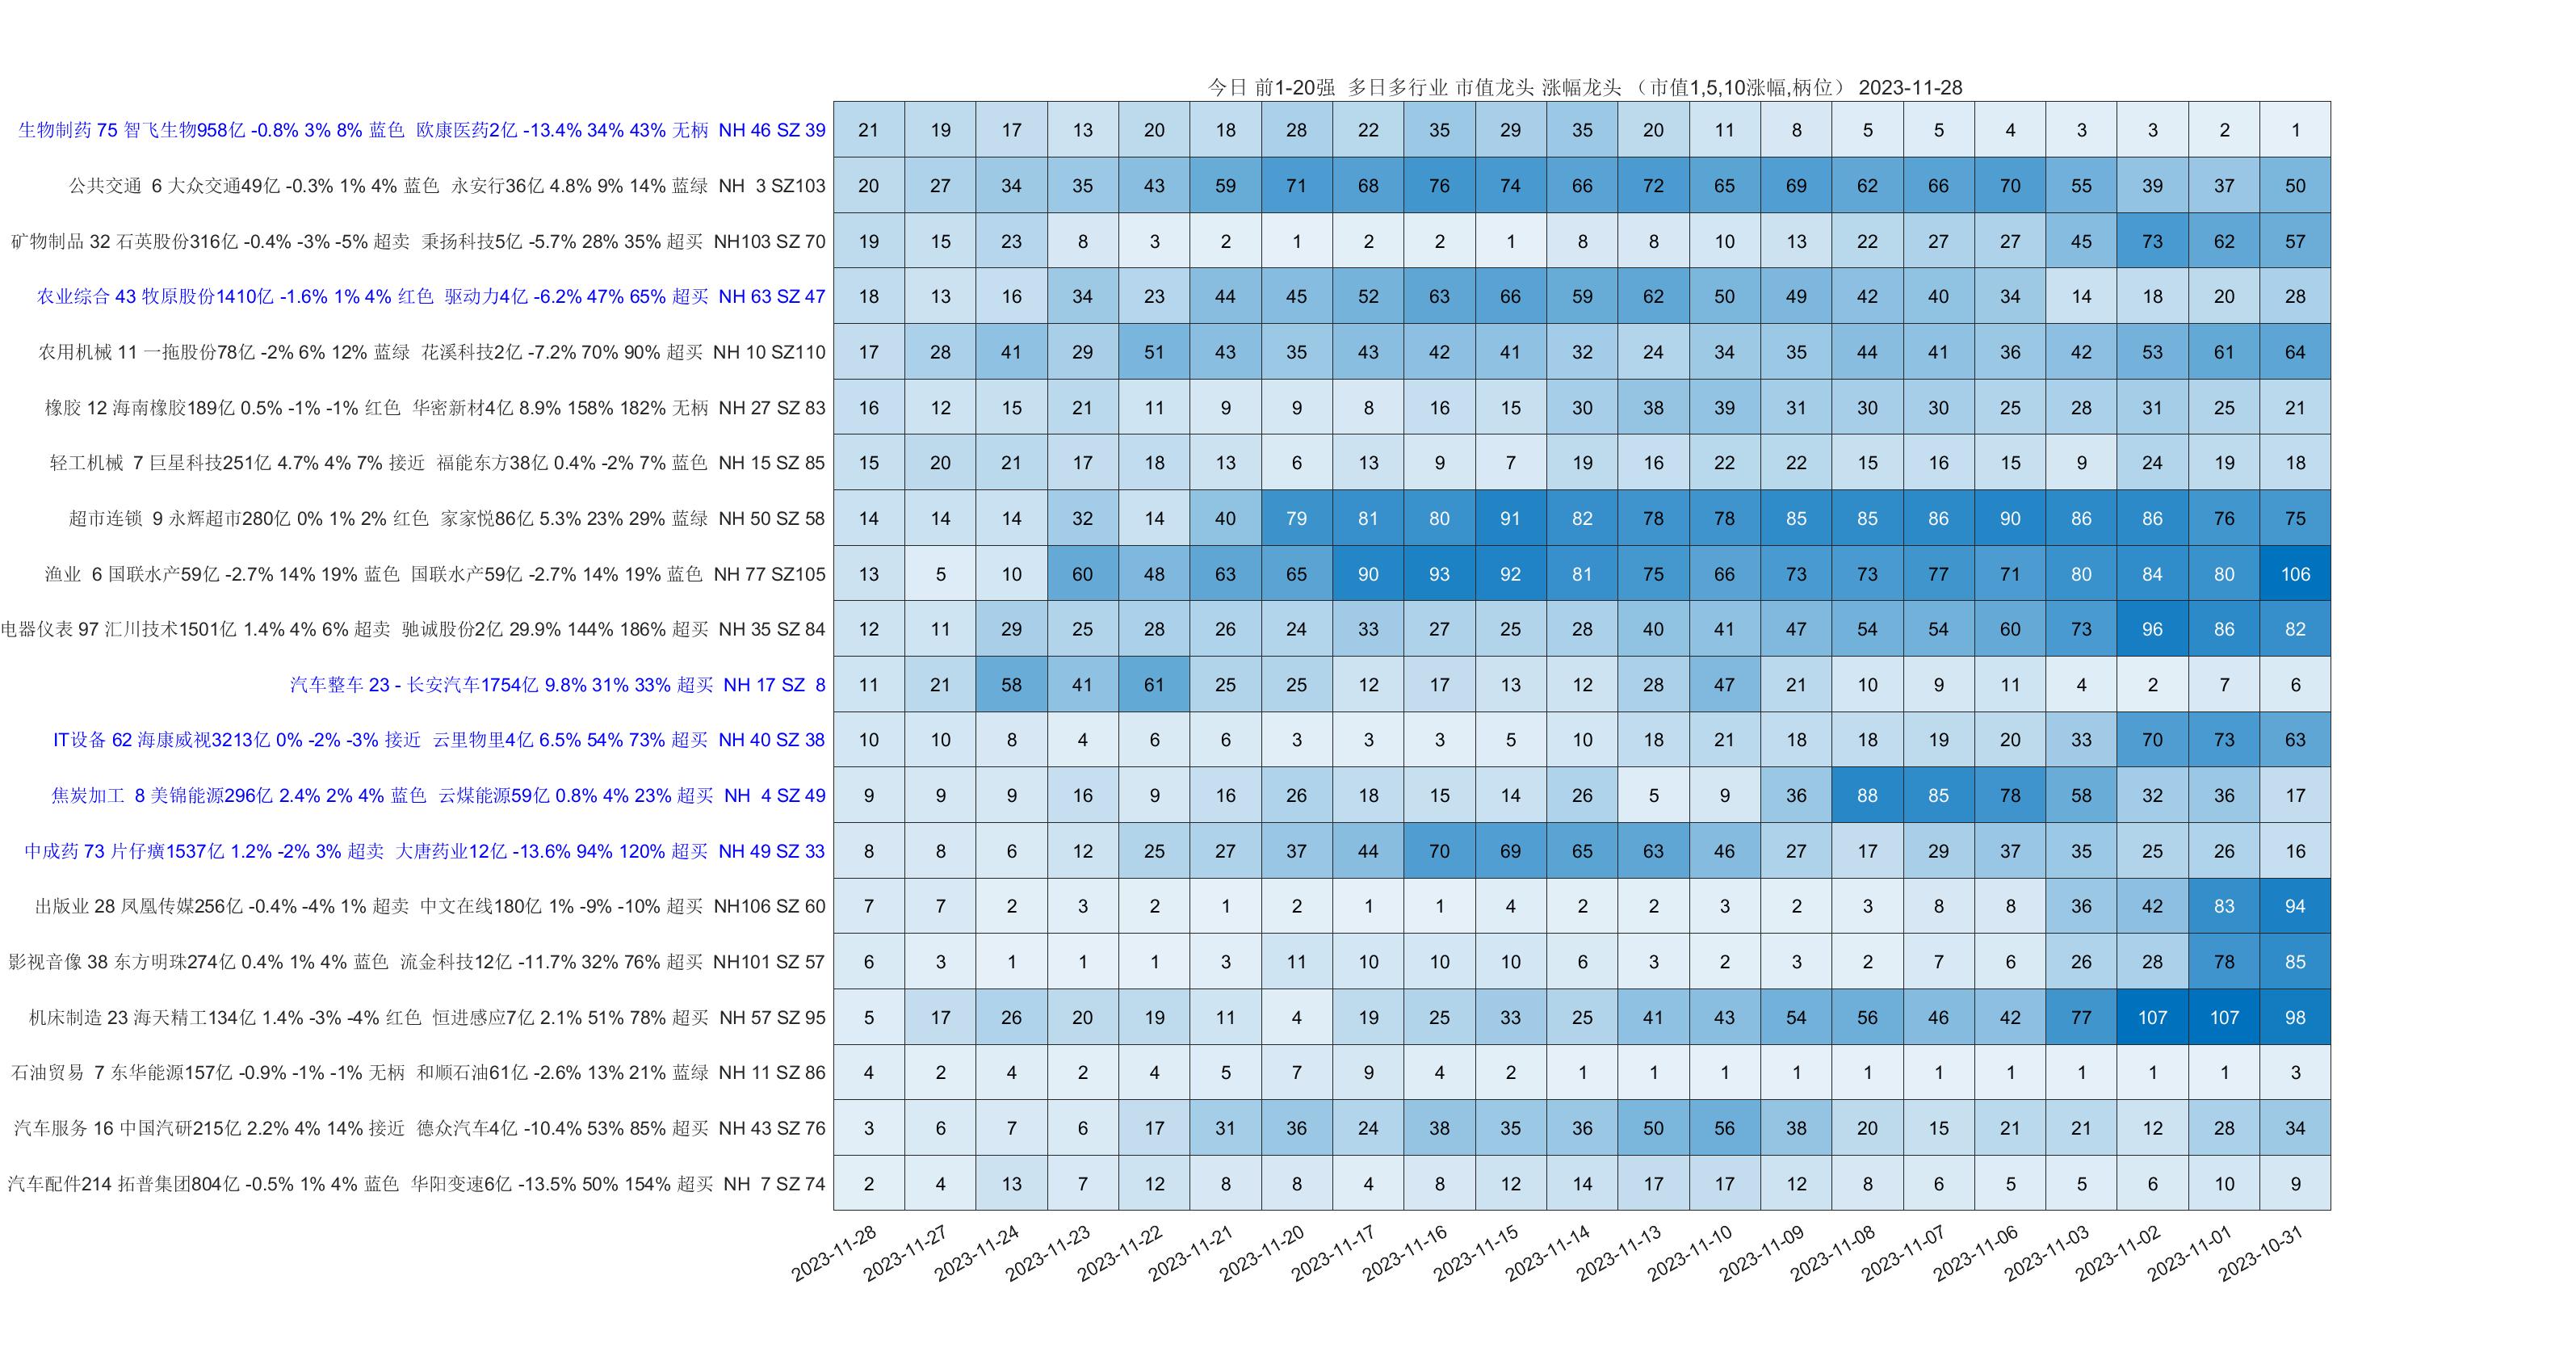 今日 前1-20强 多日多行业 市值龙头 涨幅龙头 （市值1,5,10涨幅,柄位） 2023-11-28
生物制药 75 智飞生物958亿 -0.8% 3% 8% 蓝色 欧康医药2亿 -13.4% 34% 43% 无柄 NH 46 SZ 39 21 19 17 13 20 18 28 22 35 29 35 20 11 8 5 5 4 3 3 2 1
公共交通 6 大众交通49亿 -0.3% 1% 4% 蓝色 永安行36亿 4.8% 9% 14% 蓝绿 NH 3 SZ103 20 27 34 35 43 59 71 68 76 74 66 72 65 69 62 66 70 55 39 37 50
矿物制品 32 石英股份316亿 -0.4% -3% -5% 超卖 秉扬科技5亿 -5.7% 28% 35% 超买 NH103 SZ 70 19 15 23 8 3 2 1 2 2 1 8 8 10 13 22 27 27 45 73 62 57
农业综合 43 牧原股份1410亿 -1.6% 1% 4% 红色 驱动力4亿 -6.2% 47% 65% 超买 NH 63 SZ 47 18 13 16 34 23 44 45 52 63 66 59 62 50 49 42 40 34 14 18 20 28
农用机械 11 一拖股份78亿 -2% 6% 12% 蓝绿 花溪科技2亿 -7.2% 70% 90% 超买 NH 10 SZ110 17 28 41 29 51 43 35 43 42 41 32 24 34 35 44 41 36 42 53 61 64
橡胶 12 海南橡胶189亿 0.5% -1% -1% 红色 华密新材4亿 8.9% 158% 182% 无柄 NH 27 SZ 83 16 12 15 21 11 9 9 8 16 15 30 38 39 31 30 30 25 28 31 25 21
轻工机械 7 巨星科技251亿 4.7% 4% 7% 接近 福能东方38亿 0.4% -2% 7% 蓝色 NH 15 SZ 85 15 20 21 17 18 13 6 13 9 7 19 16 22 22 15 16 15 9 24 19 18
超市连锁 9 永辉超市280亿 0% 1% 2% 红色 家家悦86亿 5.3% 23% 29% 蓝绿 NH 50 SZ 58 14 14 14 32 14 40 79 81 80 91 82 78 78 85 85 86 90 86 86 76 75
渔业 6 国联水产59亿 -2.7% 14% 19% 蓝色 国联水产59亿 -2.7% 14% 19% 蓝色 NH 77 SZ105 13 5 10 60 48 63 65 90 93 92 81 75 66 73 73 77 71 80 84 80 106
电器仪表 97 汇川技术1501亿 1.4% 4% 6% 超卖 驰诚股份2亿 29.9% 144% 186% 超买 NH 35 SZ 84 12 11 29 25 28 26 24 33 27 25 28 40 41 47 54 54 60 73 96 86 82
汽车整车 23 - 长安汽车1754亿 9.8% 31% 33% 超买 NH 17 SZ 8 11 21 58 41 61 25 25 12 17 13 12 28 47 21 10 9 11 4 2 7 6
IT设备 62 海康威视3213亿 0% -2% -3% 接近 云里物里4亿 6.5% 54% 73% 超买 NH 40 SZ 38 10 10 8 4 6 6 3 3 3 5 10 18 21 18 18 19 20 33 70 73 63
焦炭加工 8 美锦能源296亿 2.4% 2% 4% 蓝色 云煤能源59亿 0.8% 4% 23% 超买 NH 4 SZ 49 9 9 9 16 9 16 26 18 15 14 26 5 9 36 88 85 78 58 32 36 17
中成药 73 片仔癀1537亿 1.2% -2% 3% 超卖 大唐药业12亿 -13.6% 94% 120% 超买 NH 49 SZ 33 8 8 6 12 25 27 37 44 70 69 65 63 46 27 17 29 37 35 25 26 16
出版业 28 凤凰传媒256亿 -0.4% -4% 1% 超卖 中文在线180亿 1% -9% -10% 超买 NH106 SZ 60 7 7 2 3 2 1 2 1 1 4 2 2 3 2 3 8 8 36 42 83 94
影视音像 38 东方明珠274亿 0.4% 1% 4% 蓝色 流金科技12亿 -11.7% 32% 76% 超买 NH101 SZ 57 6 3 1 1 1 3 11 10 10 10 6 3 2 3 2 7 6 26 28 78 85
机床制造 23 海天精工134亿 1.4% -3% -4% 红色 恒进感应7亿 2.1% 51% 78% 超买 NH 57 SZ 95 5 17 26 20 19 11 4 19 25 33 25 41 43 54 56 46 42 77 107 107 98
石油贸易 7 东华能源157亿 -0.9% -1% -1% 无柄 和顺石油61亿 -2.6% 13% 21% 蓝绿 NH 11 SZ 86 4 2 4 2 4 5 7 9 4 2 1 1 1 1 1 1 1 1 1 1 3
汽车服务 16 中国汽研215亿 2.2% 4% 14% 接近 德众汽车4亿 -10.4% 53% 85% 超买 NH 43 SZ 76 3 6 7 6 17 31 36 24 38 35 36 50 56 38 20 15 21 21 12 28 34
汽车配件214 拓普集团804亿 -0.5% 1% 4% 蓝色 华阳变速6亿 -13.5% 50% 154% 超买 NH 7 SZ 74 2 4 13 7 12 8 8 4 8 12 14 17 17 12 8 6 5 5 6 10 9
2023-11-28 2023-11-27 2023-11-24 2023-11-23 2023-11-22 2023-11-21 2023-11-20 2023-11-17 2023-11-16 2023-11-15 2023-11-14 2023-11-13 2023-11-10 2023-11-09 2023-11-08 2023-11-07 2023-11-06 2023-11-03 2023-11-02 2023-11-01 2023-10-31